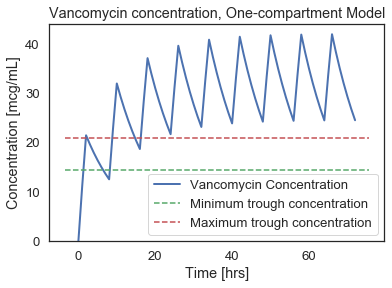 Vancomycin concentration, One-compartment Model
Concentration [mcg/mL]
40
30
20
10
0
Vancomycin Concentration
Minimum trough concentration
Maximum trough concentration
0
20
40
60
Time [hrs]